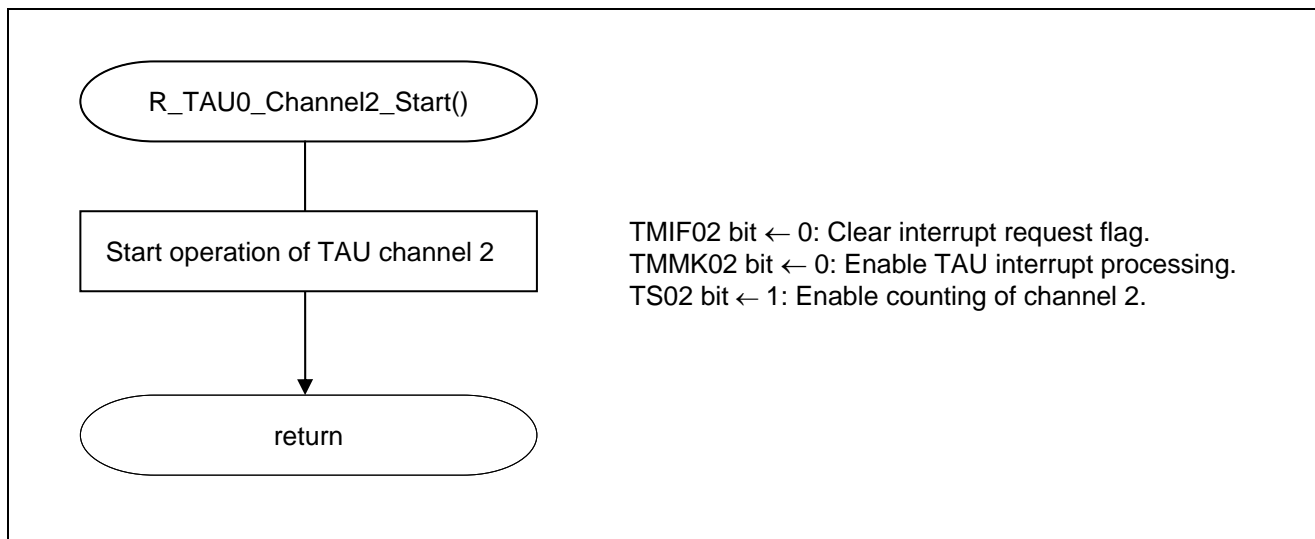 R_TAU0_Channel2_Start()
Start operation of TAU channel 2
TMIF02 bit ← 0: Clear interrupt request flag.
TMMK02 bit ← 0: Enable TAU interrupt processing.
TS02 bit ← 1: Enable counting of channel 2.
return